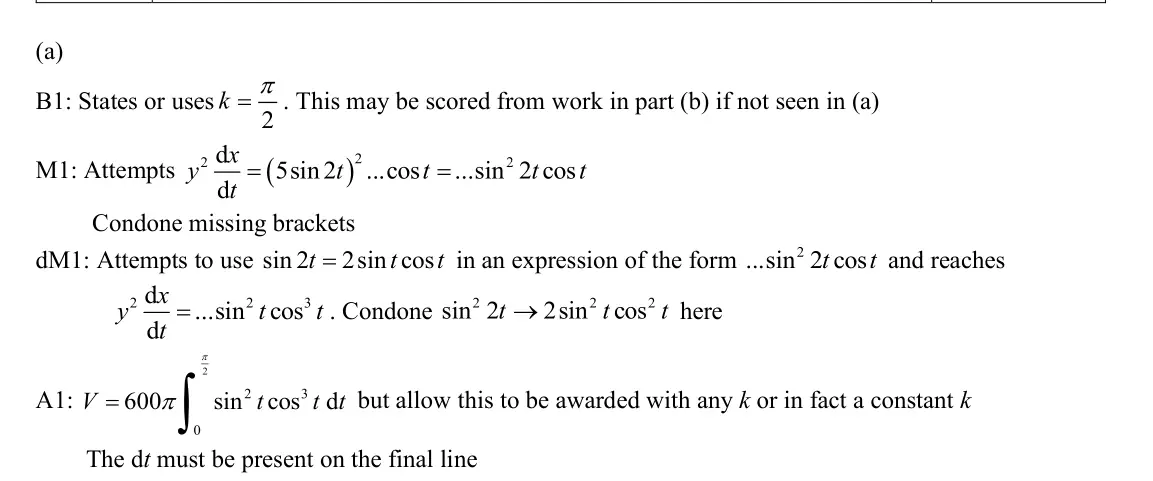 (a)
B1: States or uses k = π/2 . This may be scored from work in part (b) if not seen in (a)
M1: Attempts y² dx/dt = (5 sin 2t)² ...cos t = ...sin² 2t cos t
Condone missing brackets
dM1: Attempts to use sin 2t = 2 sin t cos t in an expression of the form ...sin² 2t cos t and reaches
y² dx/dt = ...sin² t cos³ t . Condone sin² 2t → 2 sin² t cos² t here
A1: V = 600π ∫₀^(π/2) sin² t cos³ t dt but allow this to be awarded with any k or in fact a constant k
The dt must be present on the final line